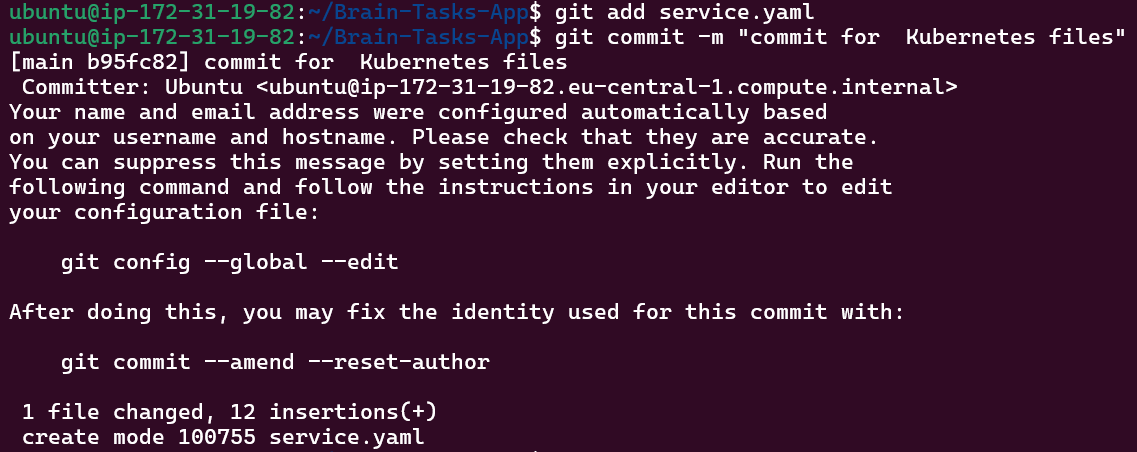 ubuntu@ip-172-31-19-82:~/Brain-Tasks-App$ git add service.yaml
ubuntu@ip-172-31-19-82:~/Brain-Tasks-App$ git commit -m "commit for  Kubernetes files"
[main b95fc82] commit for  Kubernetes files
 Committer: Ubuntu <ubuntu@ip-172-31-19-82.eu-central-1.compute.internal>
Your name and email address were configured automatically based
on your username and hostname. Please check that they are accurate.
You can suppress this message by setting them explicitly. Run the
following command and follow the instructions in your editor to edit
your configuration file:

    git config --global --edit

After doing this, you may fix the identity used for this commit with:

    git commit --amend --reset-author

 1 file changed, 12 insertions(+)
 create mode 100755 service.yaml